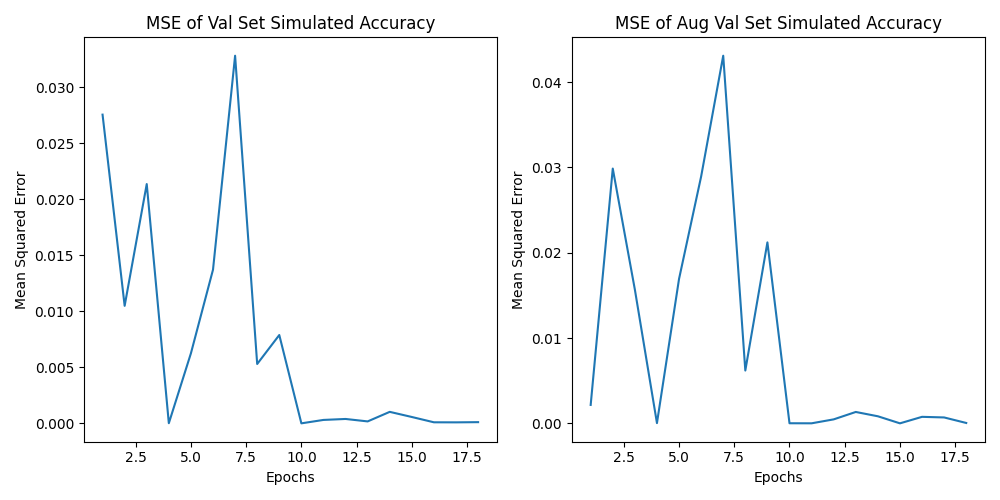 MSE of Val Set Simulated Accuracy
Mean Squared Error
0.030
0.025
0.020
0.015
0.010
0.005
0.000
2.5 5.0 7.5 10.0 12.5 15.0 17.5
Epochs
MSE of Aug Val Set Simulated Accuracy
Mean Squared Error
0.04
0.03
0.02
0.01
0.00
2.5 5.0 7.5 10.0 12.5 15.0 17.5
Epochs